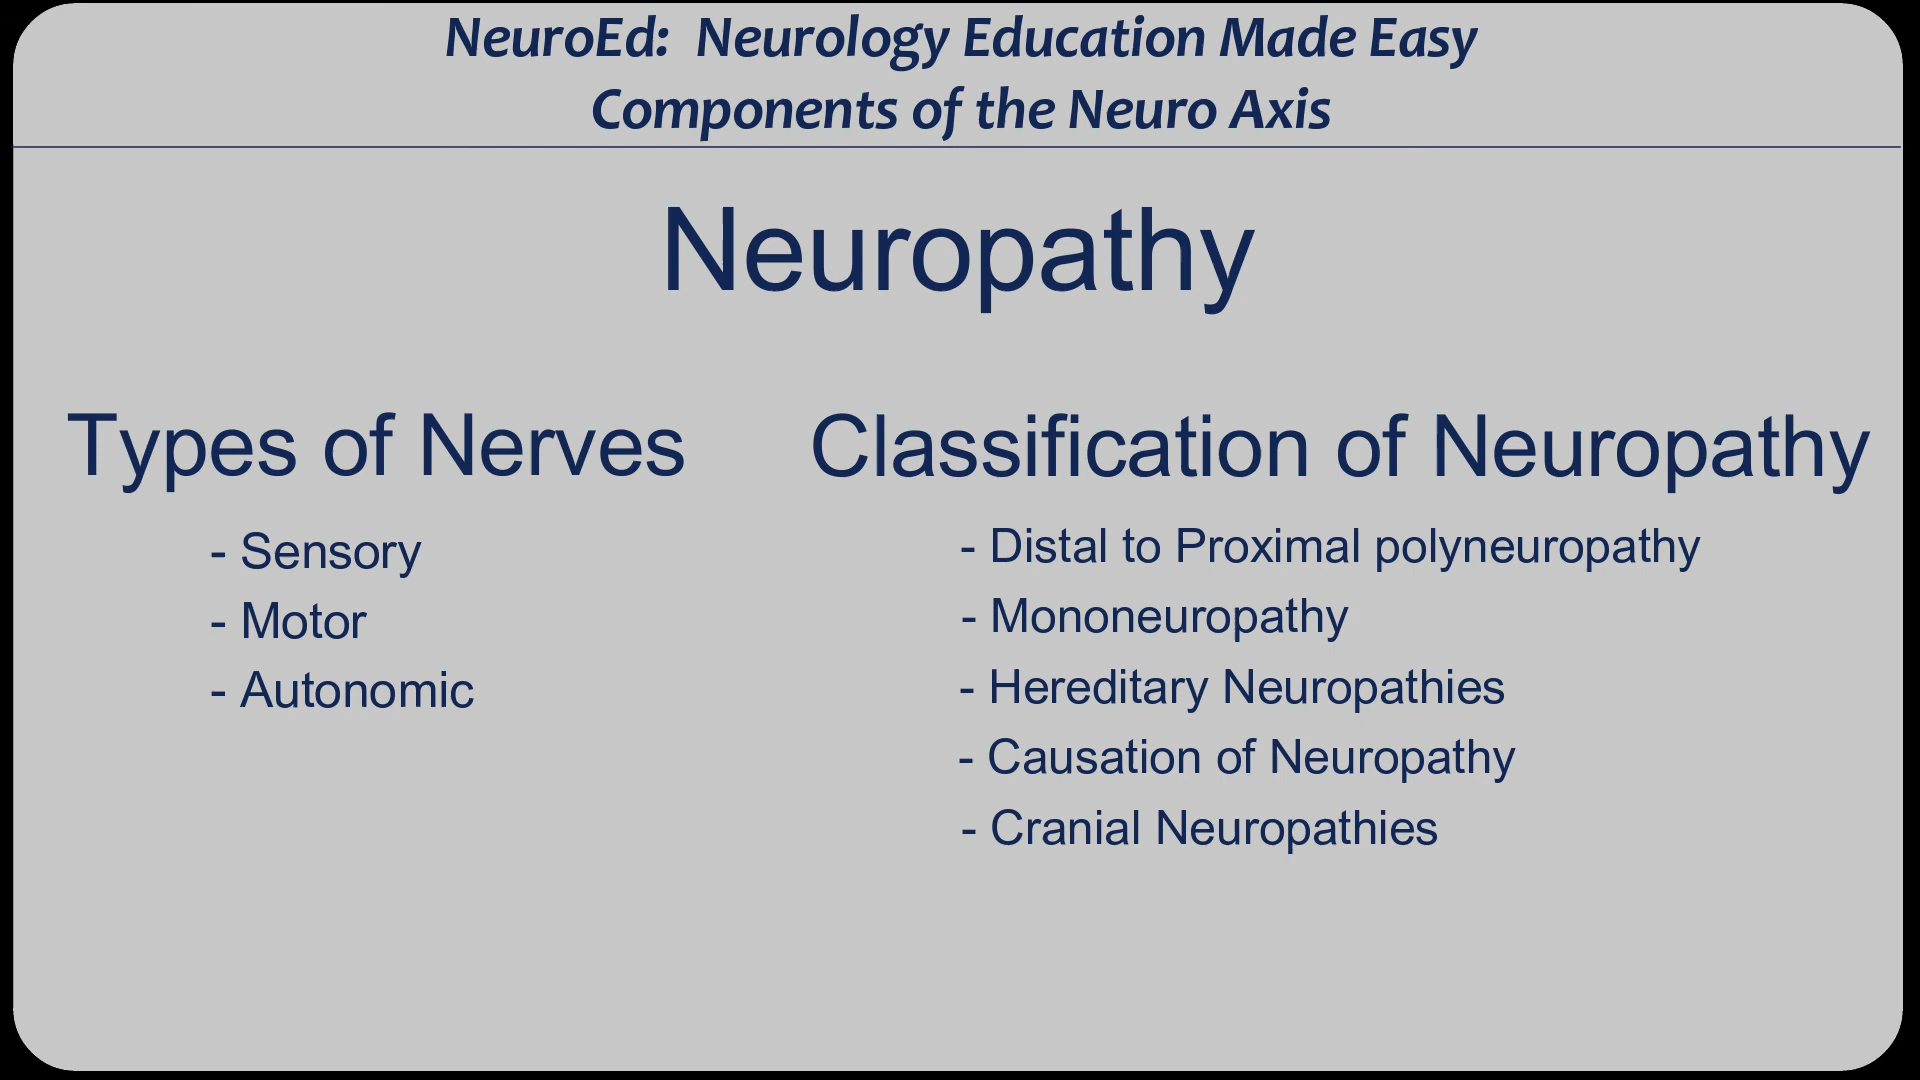 NeuroEd: Neurology Education Made Easy
Components of the Neuro Axis
Neuropathy
Types of Nerves
- Sensory
- Motor
- Autonomic
Classification of Neuropathy
- Distal to Proximal polyneuropathy
- Mononeuropathy
- Hereditary Neuropathies
- Causation of Neuropathy
- Cranial Neuropathies